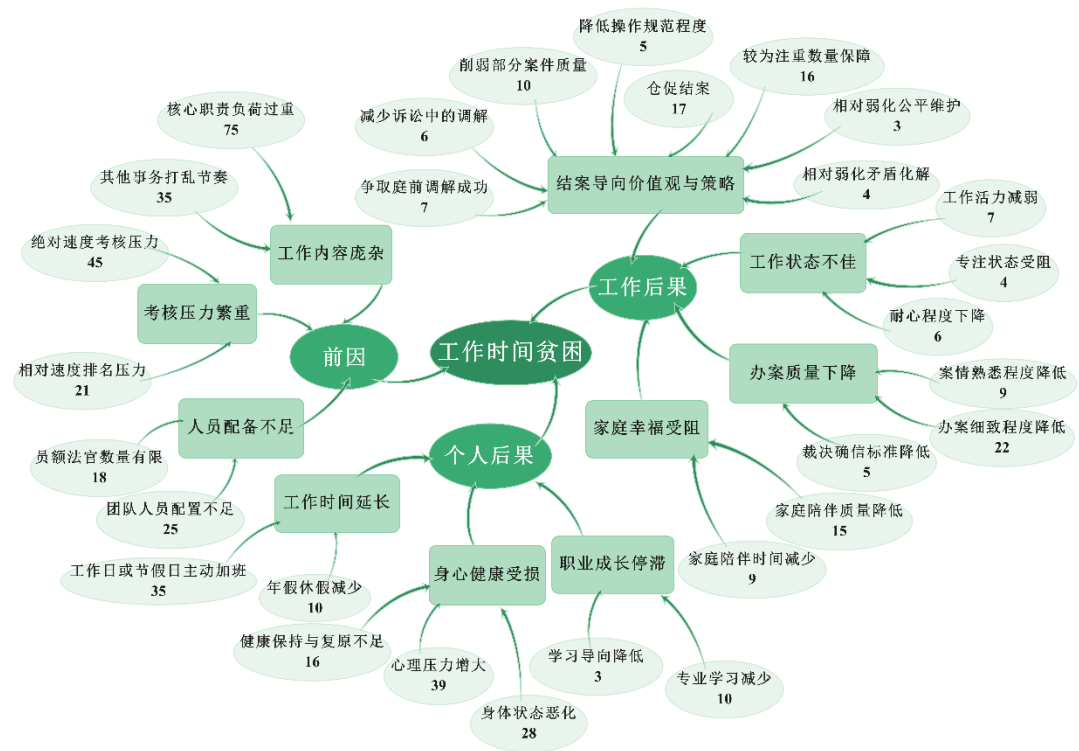 降低操作规范程度
5
较为注重数量保障
16
削弱部分案件质量
10
仓促结案
17
核心职责负荷过重
75
减少诉讼中的调解
6
相对弱化公平维护
3
其他事务打乱节奏
35
争取庭前调解成功
7
结案导向价值观与策略
相对弱化矛盾化解
4
工作活力减弱
7
绝对速度考核压力
45
工作内容庞杂
工作状态不佳
专注状态受阻
4
考核压力繁重
工作后果
耐心程度下降
6
前因
工作时间贫困
相对速度排名压力
21
办案质量下降
案情熟悉程度降低
9
人员配备不足
家庭幸福受阻
办案细致程度降低
22
员额法官数量有限
18
个人后果
裁决确信标准降低
5
团队人员配置不足
25
工作时间延长
家庭陪伴质量降低
15
工作日或节假日主动加班
35
年假休假减少
10
身心健康受损
职业成长停滞
家庭陪伴时间减少
9
健康保持与复原不足
16
心理压力增大
39
学习导向降低
3
专业学习减少
10
身体状态恶化
28